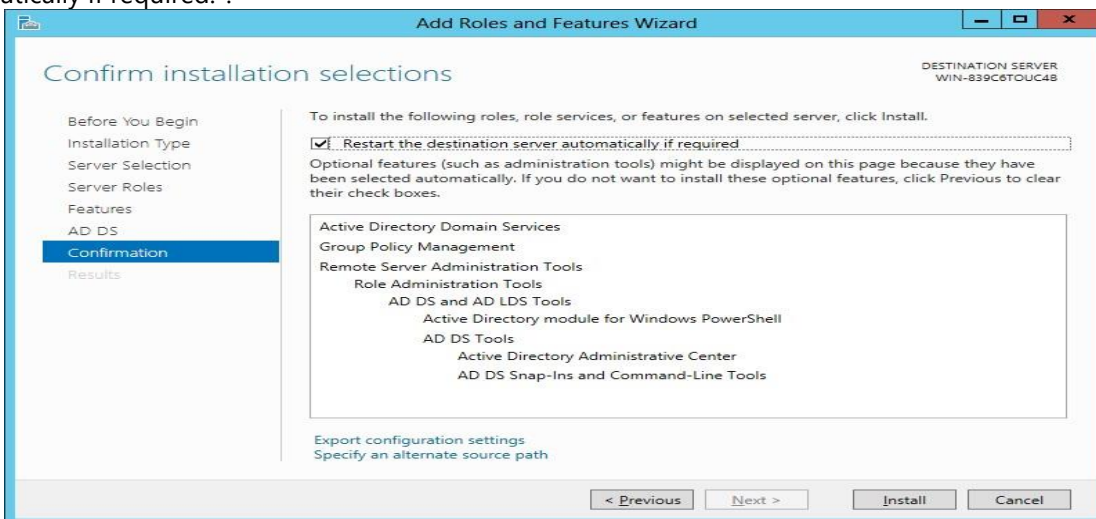 atically if required. .
Add Roles and Features Wizard
Confirm installation selections
DESTINATION SERVER
WIN-839C6TOUC4B
Before You Begin
Installation Type
Server Selection
Server Roles
Features
AD DS
Confirmation
Results
To install the following roles, role services, or features on selected server, click Install.
Restart the destination server automatically if required
Optional features (such as administration tools) might be displayed on this page because they have
been selected automatically. If you do not want to install these optional features, click Previous to clear
their check boxes.
Active Directory Domain Services
Group Policy Management
Remote Server Administration Tools
Role Administration Tools
AD DS and AD LDS Tools
Active Directory module for Windows PowerShell
AD DS Tools
Active Directory Administrative Center
AD DS Snap-Ins and Command-Line Tools
Export configuration settings
Specify an alternate source path
< Previous
Next >
Install
Cancel